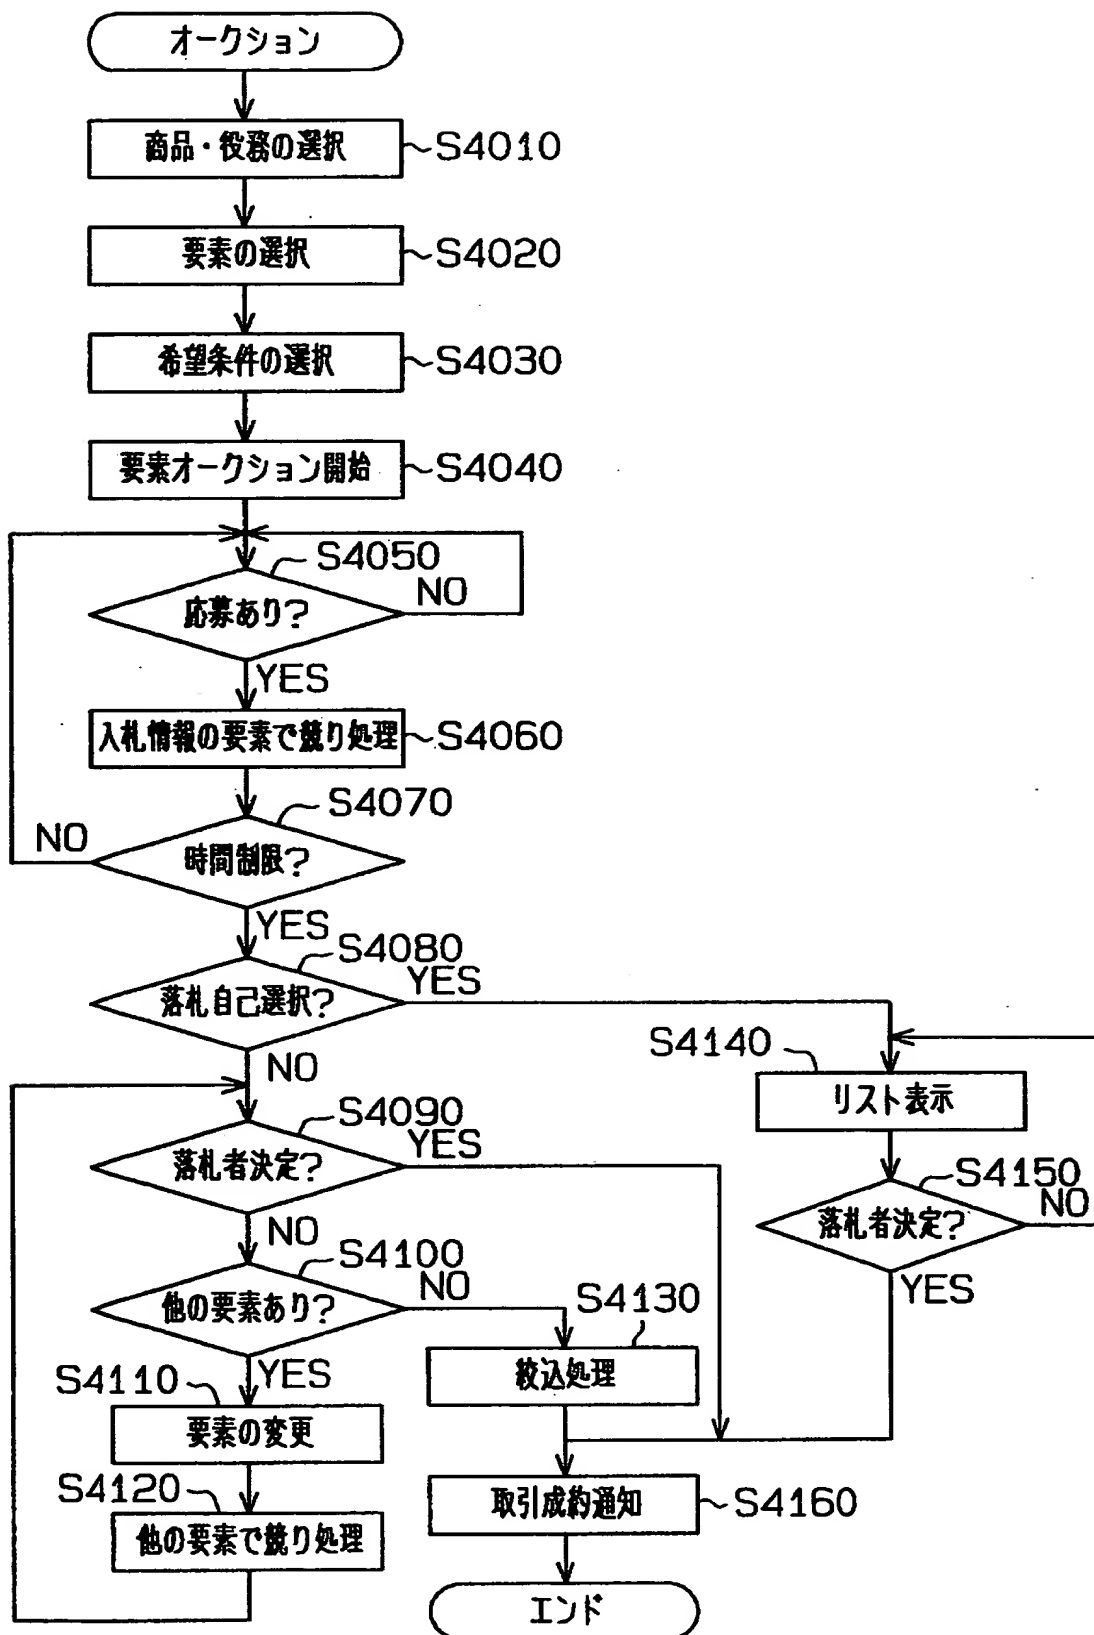 オークション
商品・役務の選択
S4010
要素の選択
S4020
希望条件の選択
S4030
要素オークション開始
S4040
S4050
応募あり?
NO
YES
入札情報の要素で競り処理
S4060
S4070
時間制限?
NO
YES
S4080
落札自己選択?
YES
NO
S4140
リスト表示
S4090
落札者決定?
YES
NO
S4150
落札者決定?
NO
YES
S4100
他の要素あり?
NO
YES
S4130
絞込処理
S4110
要素の変更
S4120
他の要素で競り処理
取引成約通知
S4160
エンド